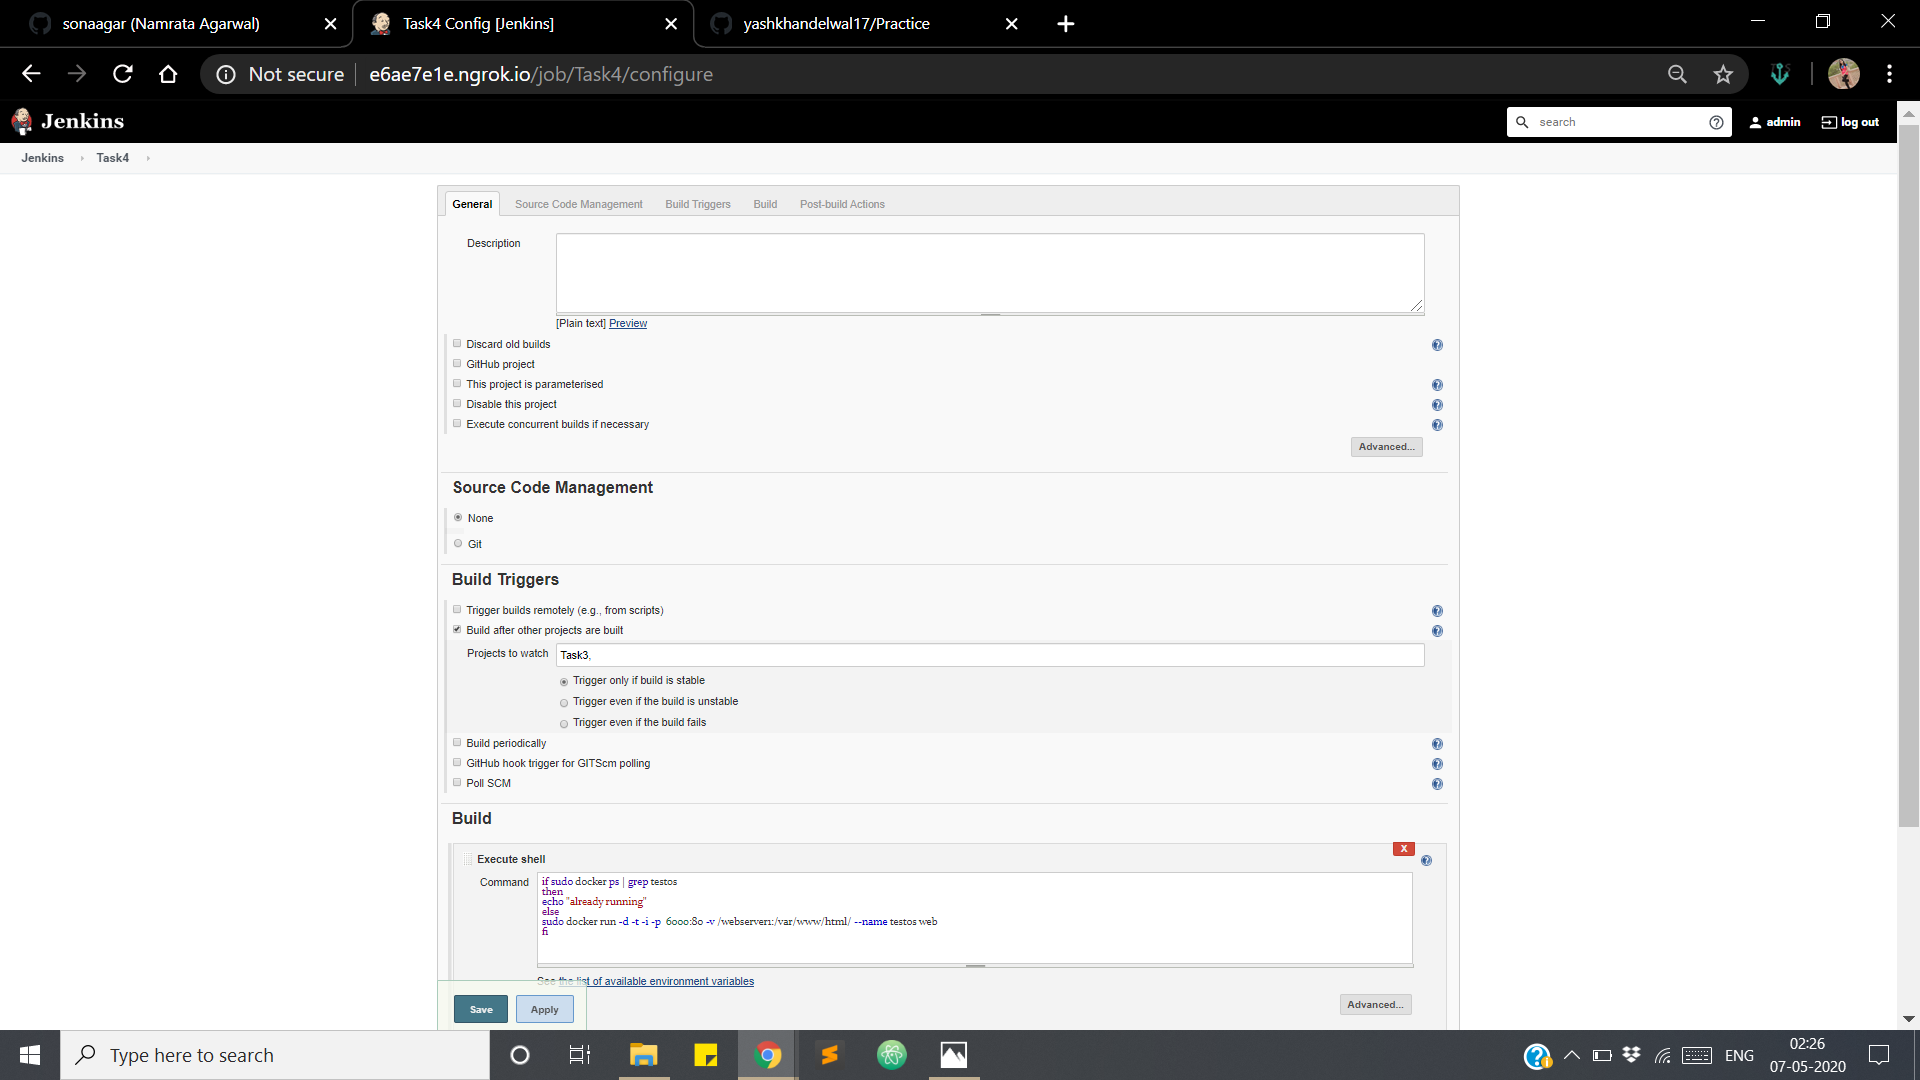 sonaagar (Namrata Agarwal)
Task4 Config [Jenkins]
yashkhandelwal17/Practice
Not secure
e6ae7e1e.ngrok.io/job/Task4/configure
Jenkins
search
admin
log out
Jenkins
Task4
General
Source Code Management
Build Triggers
Build
Post-build Actions
Description
[Plain text] Preview
Discard old builds
GitHub project
This project is parameterised
Disable this project
Execute concurrent builds if necessary
Advanced...
Source Code Management
None
Git
Build Triggers
Trigger builds remotely (e.g., from scripts)
Build after other projects are built
Projects to watch
Task3,
Trigger only if build is stable
Trigger even if the build is unstable
Trigger even if the build fails
Build periodically
GitHub hook trigger for GITScm polling
Poll SCM
Build
X
Execute shell
Command
if sudo docker ps | grep testos
then
echo "already running"
else
sudo docker run -d -t -i -p 6000:80 -v /webserver1:/var/www/html/ --name testos web
fi
See the list of available environment variables
Save
Apply
Advanced...
Type here to search
ENG
02:26
07-05-2020